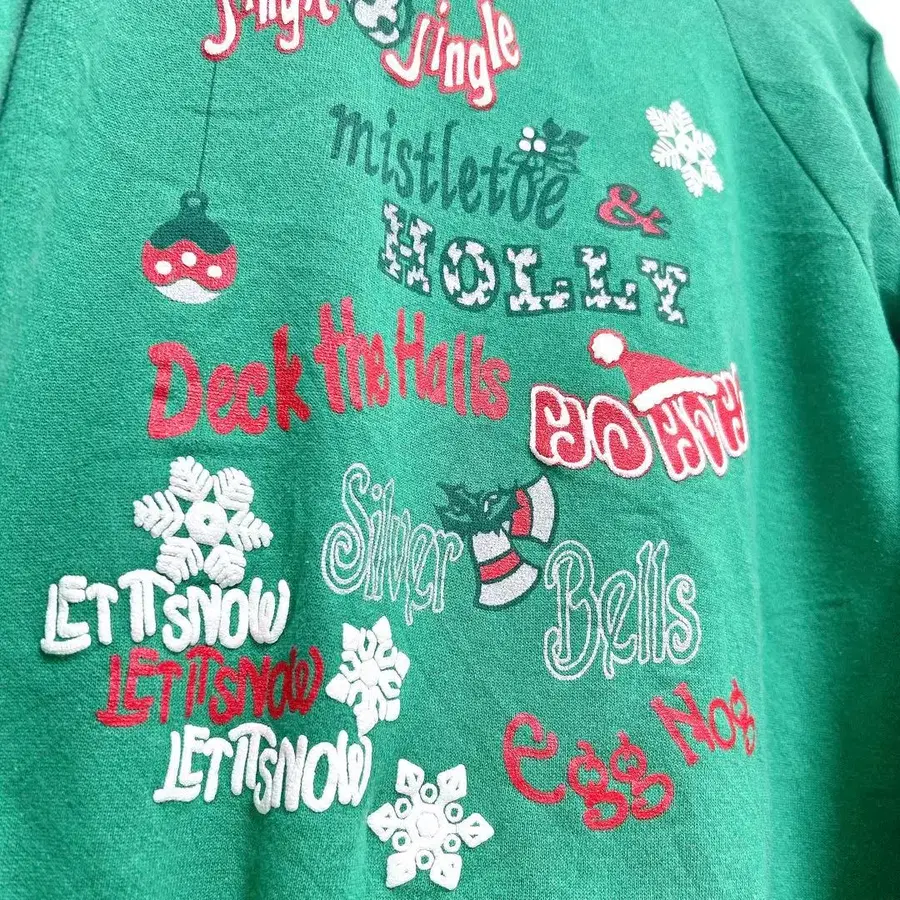 Jingle
Jingle
mistletoe &
HOLLY
Deck the Halls
HO HO H
Silver
Bells
LET IT SNOW
LET IT SNOW
LET IT SNOW
Egg Nog